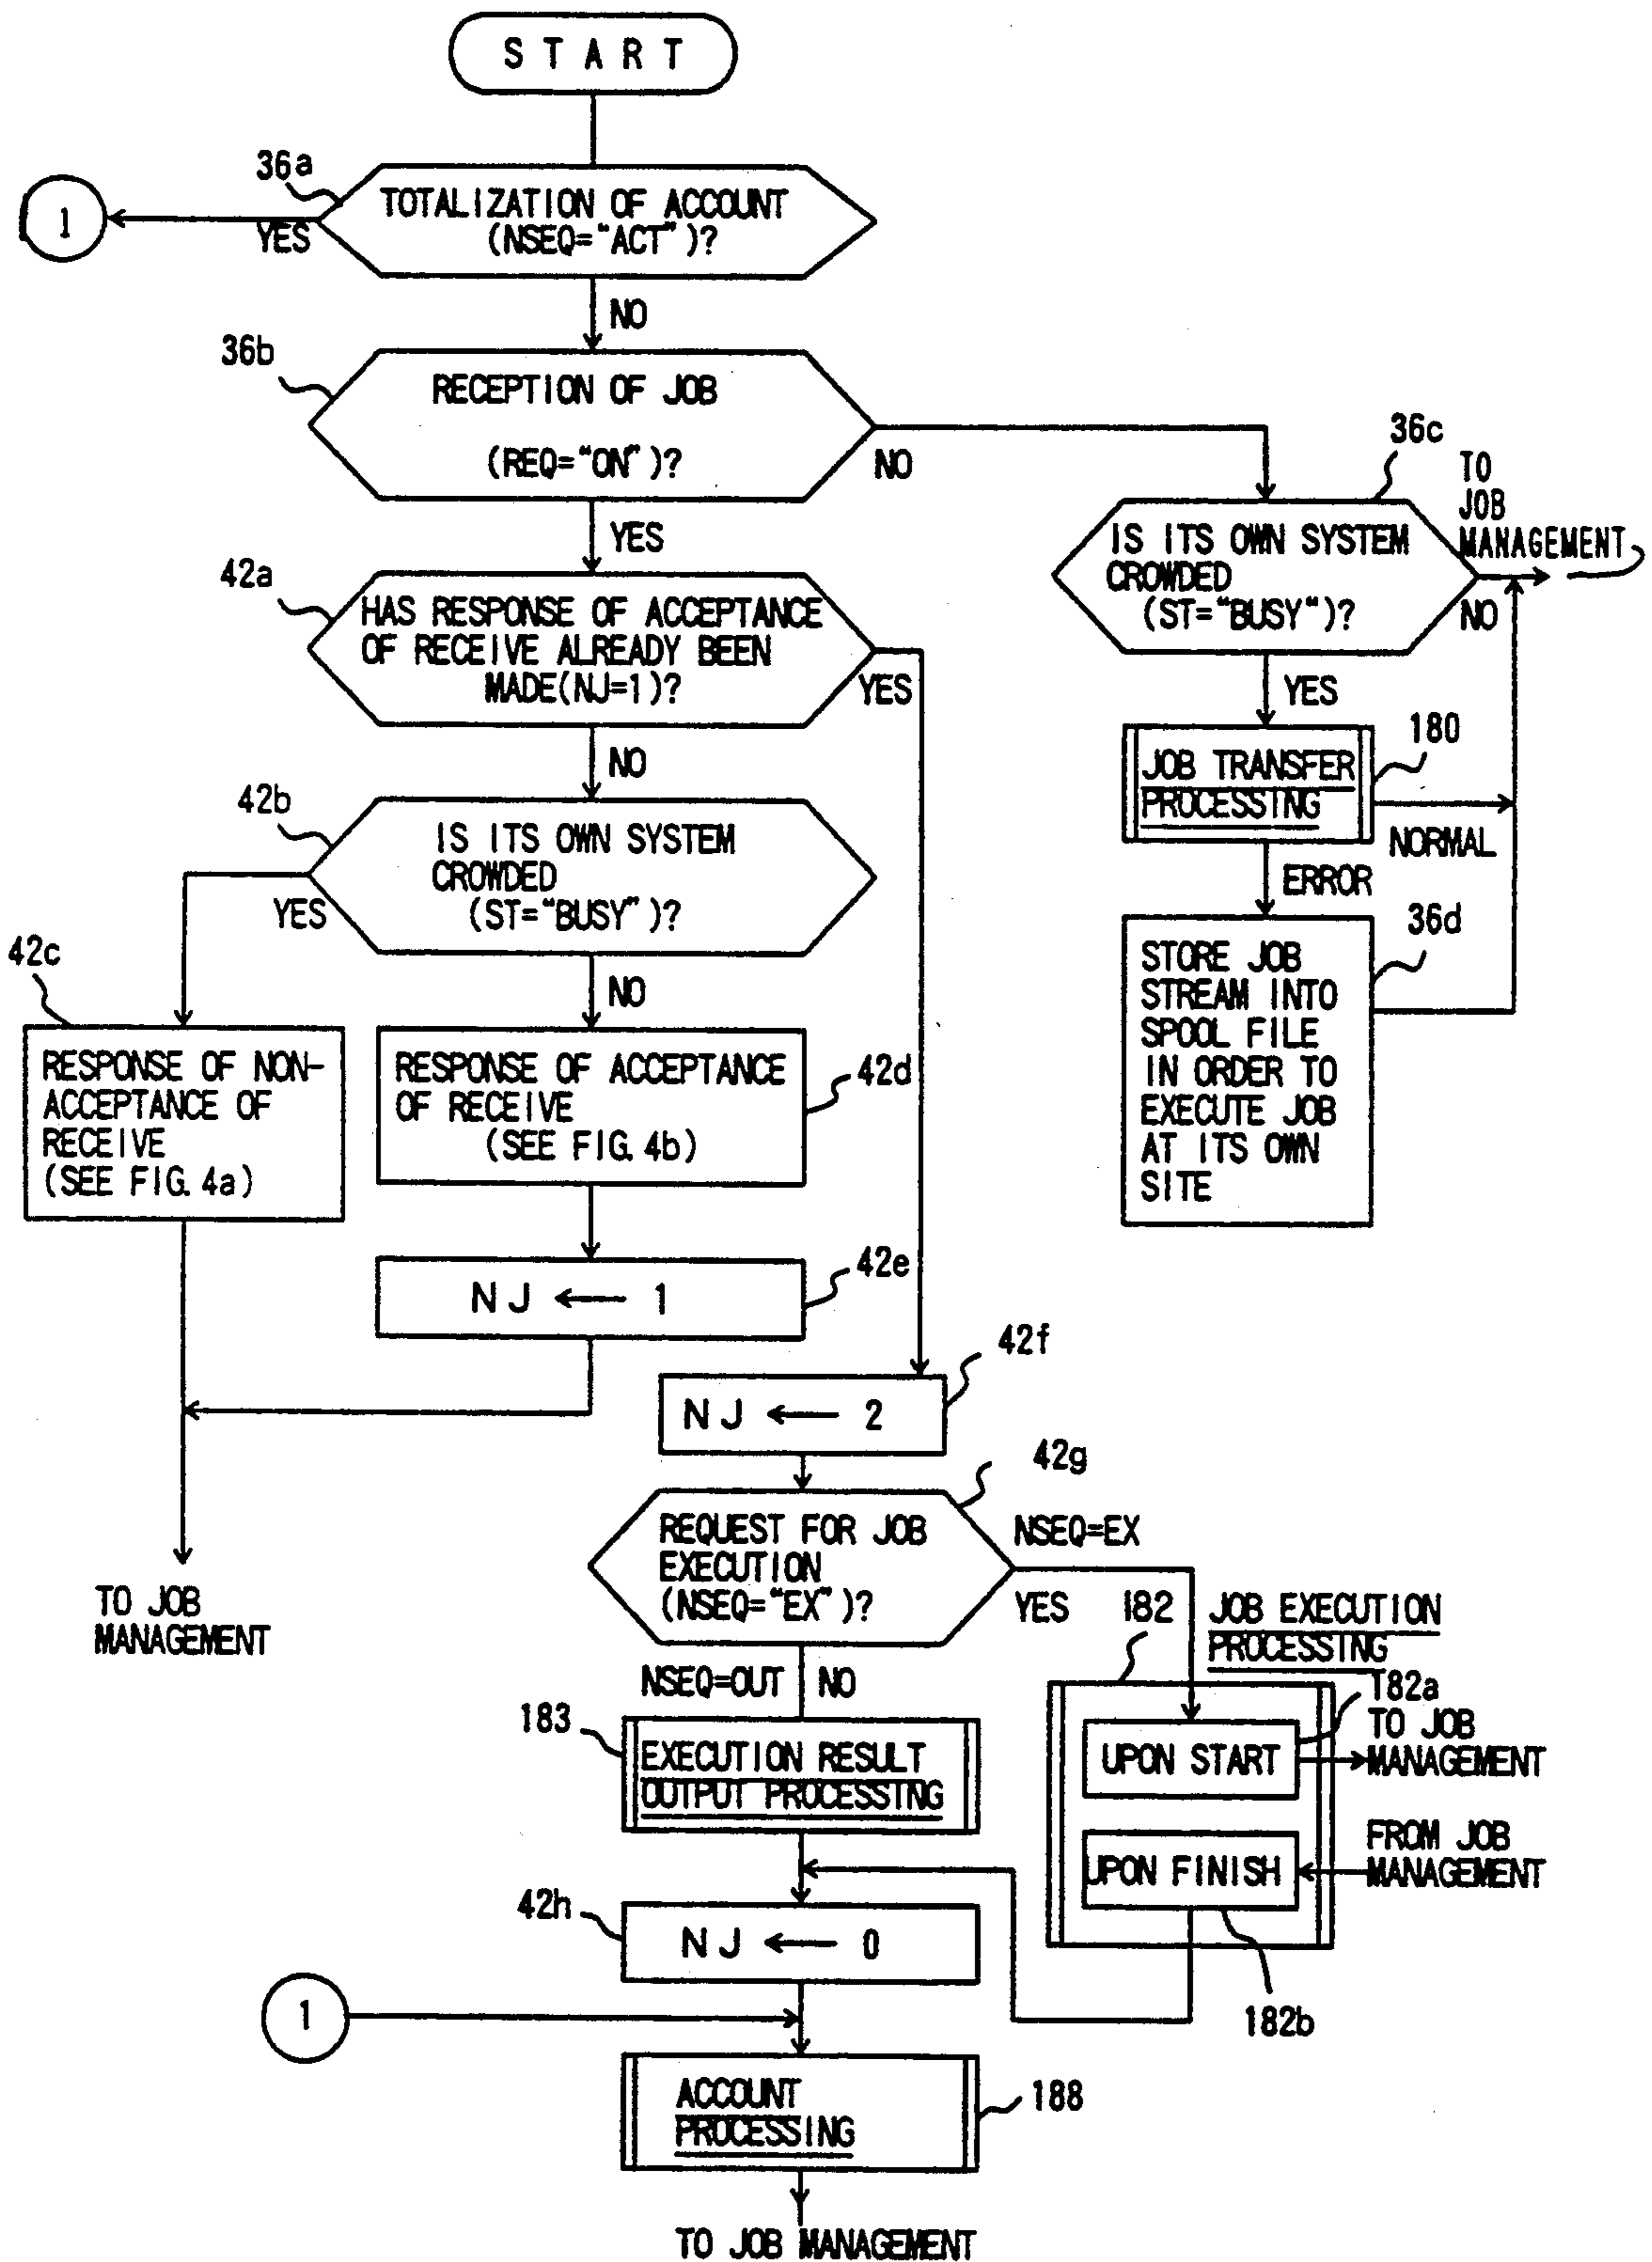 START
36a
TOTALIZATION OF ACCOUNT
(NSEQ="ACT")?
1
YES
NO
36b
RECEPTION OF JOB
(REQ="ON")?
NO
YES
36c
TO
JOB
MANAGEMENT
IS ITS OWN SYSTEM
CROWDED
(ST="BUSY")?
NO
YES
42a
HAS RESPONSE OF ACCEPTANCE
OF RECEIVE ALREADY BEEN
MADE(NJ=1)?
YES
NO
180
JOB TRANSFER
PROCESSING
NORMAL
ERROR
42b
IS ITS OWN SYSTEM
CROWDED
(ST="BUSY")?
YES
NO
36d
STORE JOB
STREAM INTO
SPOOL FILE
IN ORDER TO
EXECUTE JOB
AT ITS OWN
SITE
42c
RESPONSE OF NON-
ACCEPTANCE OF
RECEIVE
(SEE FIG. 4a)
RESPONSE OF ACCEPTANCE
OF RECEIVE
(SEE FIG. 4b)
42d
NJ ← 1
42e
42f
NJ ← 2
TO JOB
MANAGEMENT
42g
REQUEST FOR JOB
EXECUTION
(NSEQ="EX")?
NSEQ=EX
YES
182
JOB EXECUTION
PROCESSING
NSEQ=OUT
NO
183
EXECUTION RESULT
OUTPUT PROCESSING
182a
UPON START
TO JOB
MANAGEMENT
UPON FINISH
FROM JOB
MANAGEMENT
182b
42h
NJ ← 0
1
ACCOUNT
PROCESSING
188
TO JOB MANAGEMENT